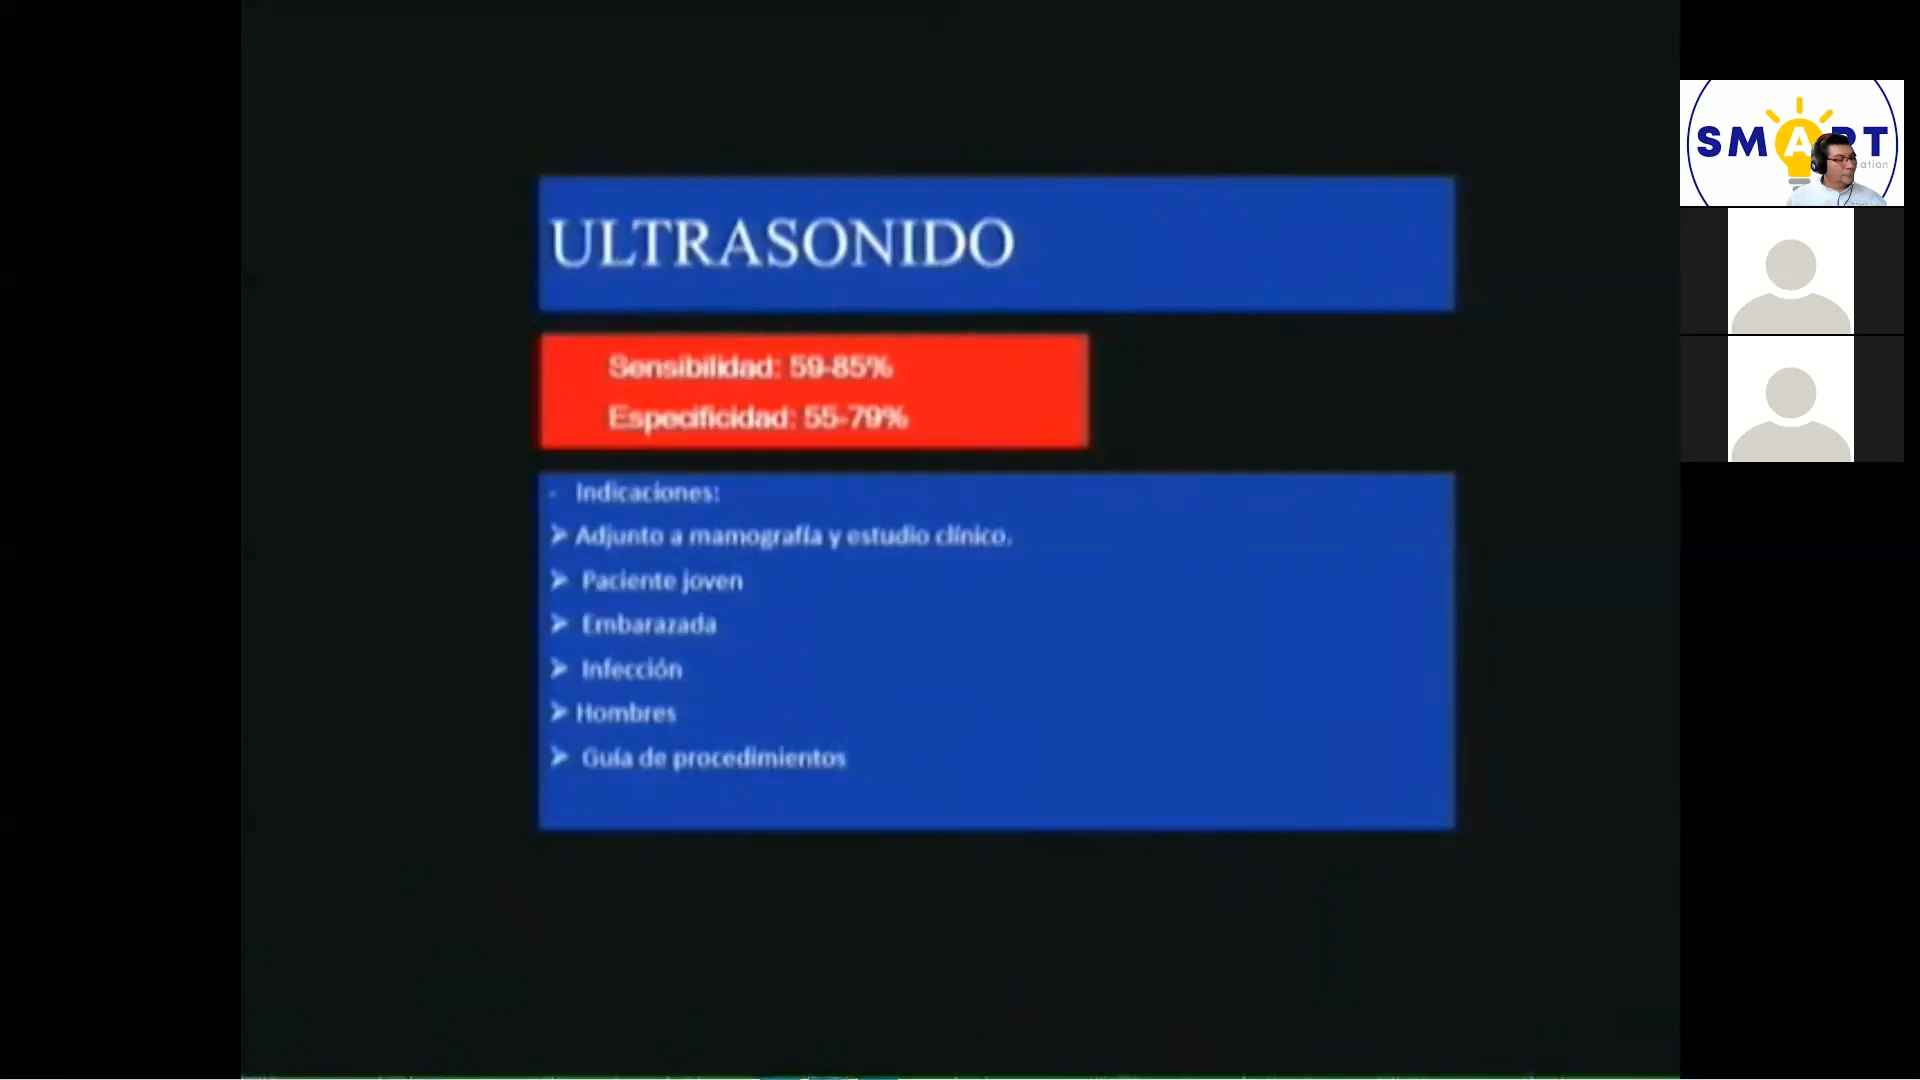 ULTRASONIDO
Sensibilidad: 59-85%
Especificidad: 55-79%
- Indicaciones:
➢ Adjunto a mamografía y estudio clínico.
➢ Paciente joven
➢ Embarazada
➢ Infección
➢ Hombres
➢ Guía de procedimientos